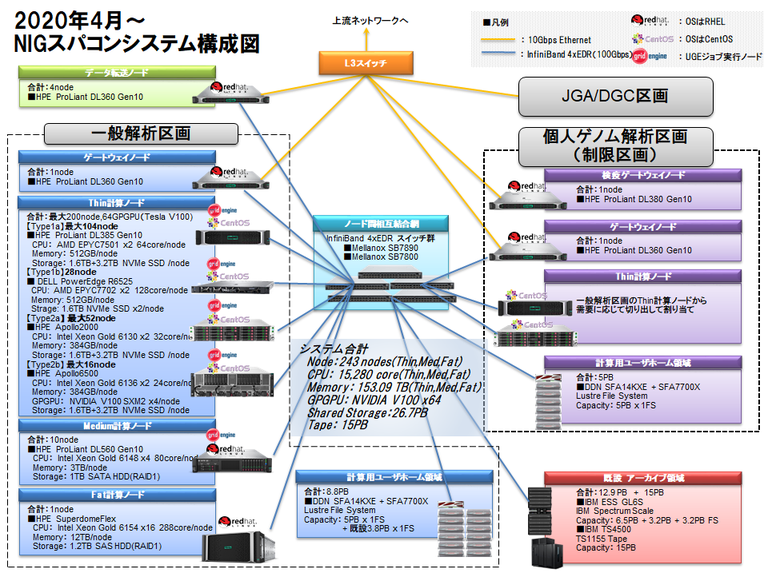 2020年4月～
NIGスパコンシステム構成図
上流ネットワークへ
■凡例
: 10Gbps Ethernet
: InfiniBand 4xEDR(100Gbps)
redhat.
: OSはRHEL
CentOS
: OSはCentOS
grid engine
: UGEジョブ実行ノード
L3スイッチ
データ転送ノード
合計:4node
■HPE ProLiant DL360 Gen10
redhat.
JGA/DGC区画
一般解析区画
ゲートウェイノード
合計:1node
■HPE ProLiant DL360 Gen10
redhat.
Thin計算ノード
合計:最大200node,64GPGPU(Tesla V100)
【Type1a】最大104node
■HPE ProLiant DL385 Gen10
CPU: AMD EPYC7501 x2 64core/node
Memory: 512GB/node
Storage: 1.6TB+3.2TB NVMe SSD /node
【Type1b】28node
■ DELL PowerEdge R6525
CPU: AMD EPYC7702 x2 128core/node
Memory: 512GB/node
Strage: 1.6TB NVMe SSD x2/node
【Type2a】 最大52node
■HPE Apollo2000
CPU: Intel Xeon Gold 6130 x2 32core/node
Memory: 384GB/node
Storage: 1.6TB+3.2TB NVMe SSD /node
【Type2b】 最大16node
■HPE Apollo6500
CPU: Intel Xeon Gold 6136 x2 24core/node
Memory: 384GB/node
GPGPU: NVIDIA V100 SXM2 x4/node
Storage: 1.6TB+3.2TB NVMe SSD /node
grid engine
CentOS
grid engine
CentOS
grid engine
CentOS
grid engine
CentOS
Medium計算ノード
合計:10node
■HPE ProLiant DL560 Gen10
CPU: Intel Xeon Gold 6148 x4 80core/node
Memory: 3TB/node
Storage: 1TB SATA HDD(RAID1)
grid engine
redhat.
Fat計算ノード
合計:1node
■HPE SuperdomeFlex
CPU: Intel Xeon Gold 6154 x16 288core/node
Memory: 12TB/node
Storage: 1.2TB SAS HDD(RAID1)
redhat.
ノード間相互結合網
InfiniBand 4xEDR スイッチ群
■Mellanox SB7890
■Mellanox SB7800
システム合計
Node:243 nodes(Thin,Med,Fat)
CPU: 15,280 core(Thin,Med,Fat)
Memory: 153.09 TB(Thin,Med,Fat)
GPGPU: NVIDIA V100 x64
Shared Storage:26.7PB
Tape: 15PB
計算用ユーザホーム領域
合計:8.8PB
■DDN SFA14KXE + SFA7700X
Lustre File System
Capacity: 5PB x 1FS
+ 既設3.8PB x 1FS
個人ゲノム解析区画
(制限区画)
検疫ゲートウェイノード
合計:1node
■HPE ProLiant DL380 Gen10
redhat.
ゲートウェイノード
合計:1node
■HPE ProLiant DL360 Gen10
redhat.
Thin計算ノード
一般解析区画のThin計算ノードから
需要に応じて切り出して割り当て
CentOS
CentOS
計算用ユーザホーム領域
合計:5PB
■DDN SFA14KXE + SFA7700X
Lustre File System
Capacity: 5PB x 1FS
既設 アーカイブ領域
合計:12.9PB + 15PB
■IBM ESS GL6S
IBM SpectrumScale
Capacity: 6.5PB + 3.2PB + 3.2PB FS
■IBM TS4500
TS1155 Tape
Capacity: 15PB